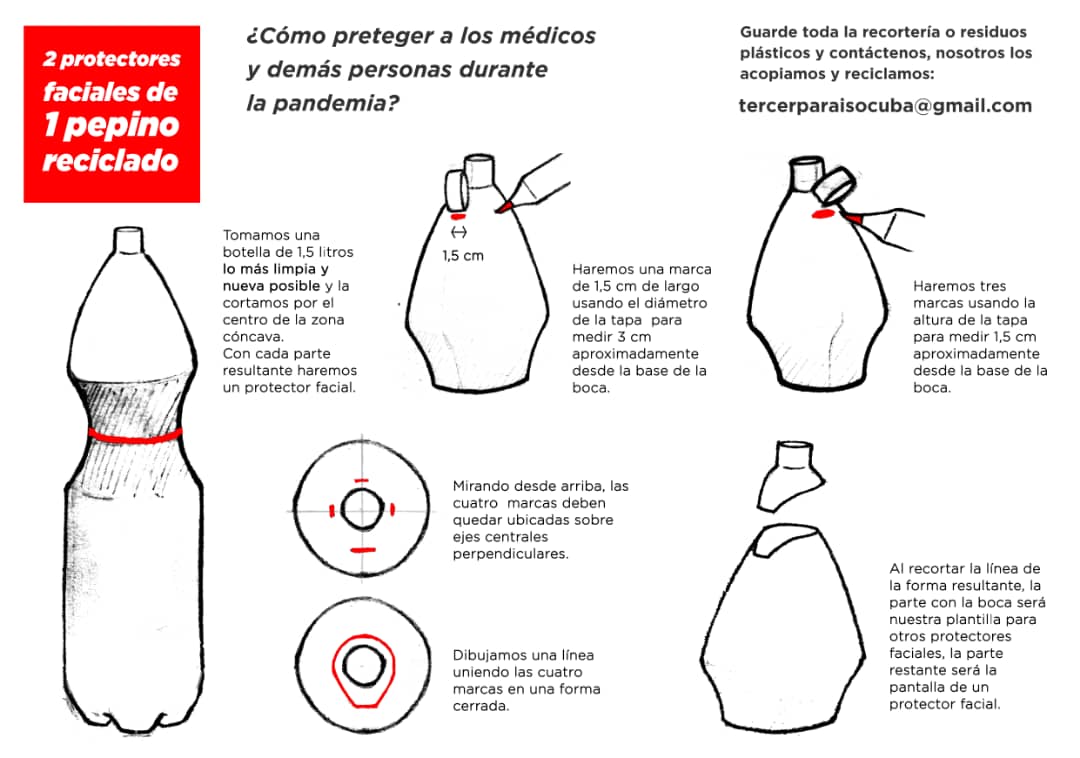 2 protectores
faciales de
1 pepino
reciclado
¿Cómo preteger a los médicos
y demás personas durante
la pandemia?
Guarde toda la recortería o residuos
plásticos y contáctenos, nosotros los
acopiamos y reciclamos:
tercerparaisocuba@gmail.com
Tomamos una
botella de 1,5 litros
lo más limpia y
nueva posible y la
cortamos por el
centro de la zona
cóncava.
Con cada parte
resultante haremos
un protector facial.
1,5 cm
Haremos una marca
de 1,5 cm de largo
usando el diámetro
de la tapa para
medir 3 cm
aproximadamente
desde la base de la
boca.
Haremos tres
marcas usando la
altura de la tapa
para medir 1,5 cm
aproximadamente
desde la base de la
boca.
Mirando desde arriba, las
cuatro marcas deben
quedar ubicadas sobre
ejes centrales
perpendiculares.
Dibujamos una línea
uniendo las cuatro
marcas en una forma
cerrada.
Al recortar la línea de
la forma resultante, la
parte con la boca será
nuestra plantilla para
otros protectores
faciales, la parte
restante será la
pantalla de un
protector facial.